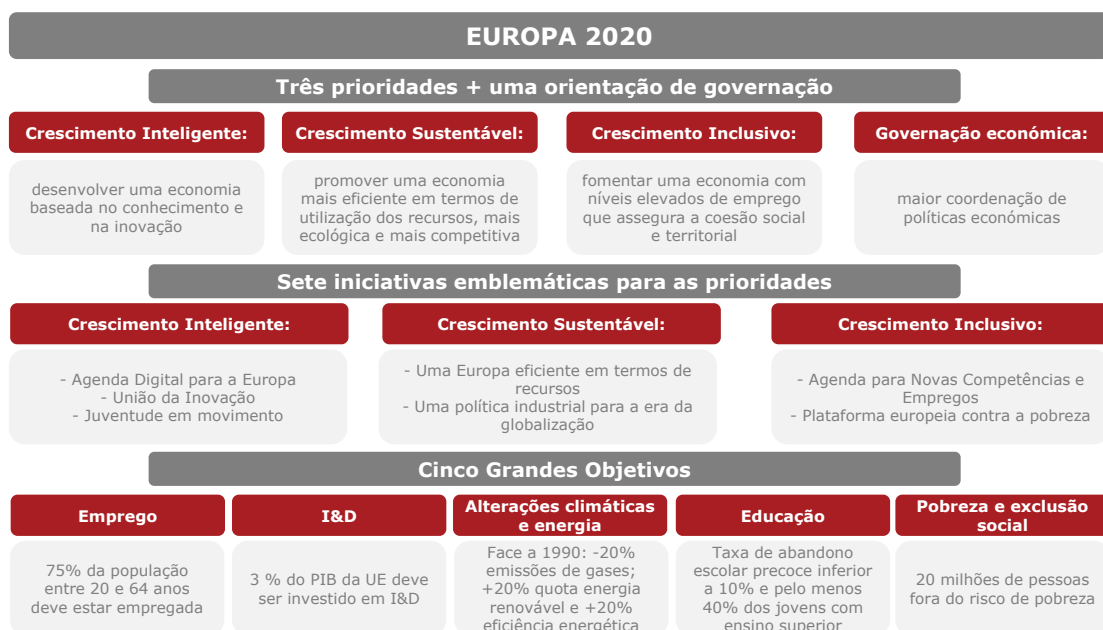 EUROPA 2020
Três prioridades + uma orientação de governação
Crescimento Inteligente:
desenvolver uma economia
baseada no conhecimento e
na inovação
Crescimento Sustentável:
promover uma economia
mais eficiente em termos de
utilização dos recursos, mais
ecológica e mais competitiva
Crescimento Inclusivo:
fomentar uma economia com
níveis elevados de emprego
que assegura a coesão social
e territorial
Governação económica:
maior coordenação de
políticas económicas
Sete iniciativas emblemáticas para as prioridades
Crescimento Inteligente:
- Agenda Digital para a Europa
- União da Inovação
- Juventude em movimento
Crescimento Sustentável:
- Uma Europa eficiente em termos de
recursos
- Uma política industrial para a era da
globalização
Crescimento Inclusivo:
- Agenda para Novas Competências e
Empregos
- Plataforma europeia contra a pobreza
Cinco Grandes Objetivos
Emprego
75% da população
entre 20 e 64 anos
deve estar empregada
I&D
3 % do PIB da UE deve
ser investido em I&D
Alterações climáticas
e energia
Face a 1990: -20%
emissões de gases;
+20% quota energia
renovável e +20%
eficiência energética
Educação
Taxa de abandono
escolar precoce inferior
a 10% e pelo menos
40% dos jovens com
ensino superior
Pobreza e exclusão
social
20 milhões de pessoas
fora do risco de pobreza